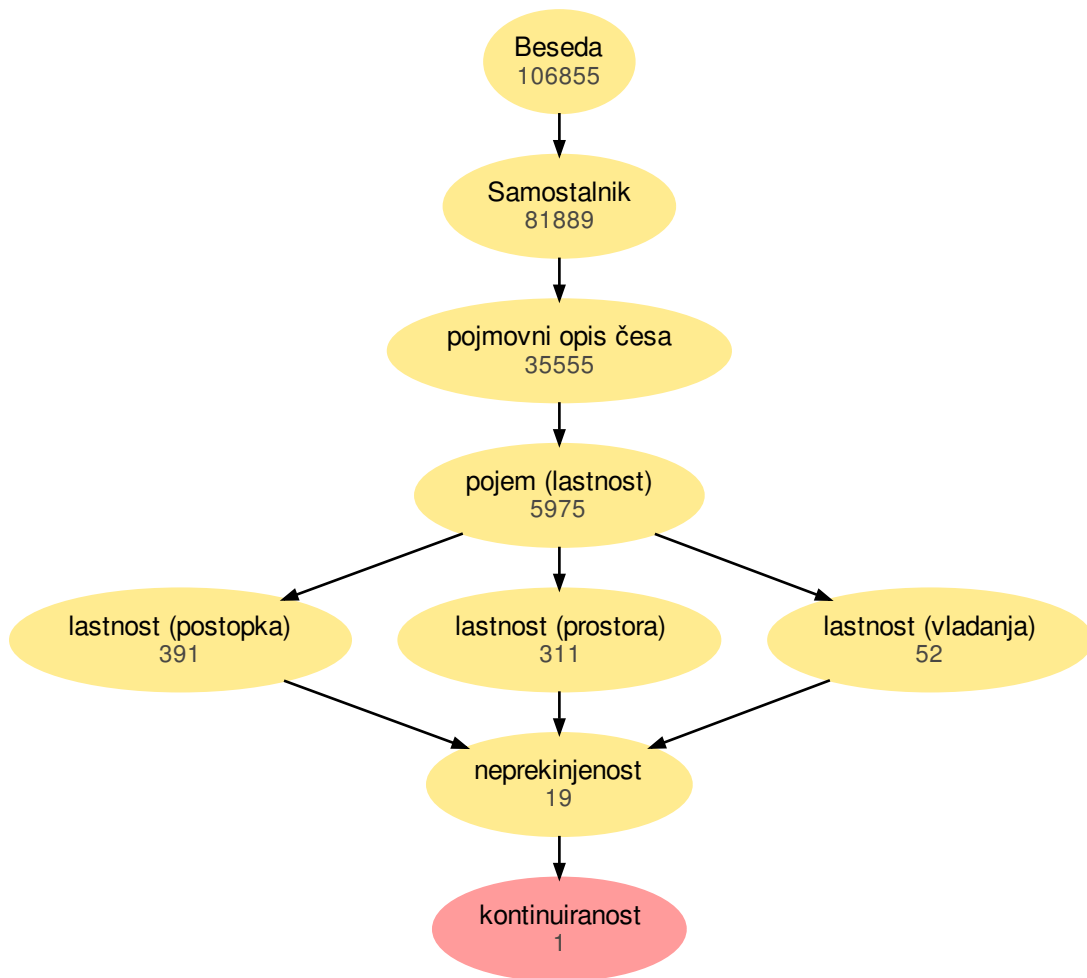 Beseda
106855
Samostalnik
81889
pojmovni opis česa
35555
pojem (lastnost)
5975
lastnost (postopka)
391
lastnost (prostora)
311
lastnost (vladanja)
52
neprekinjenost
19
kontinuiranost
1